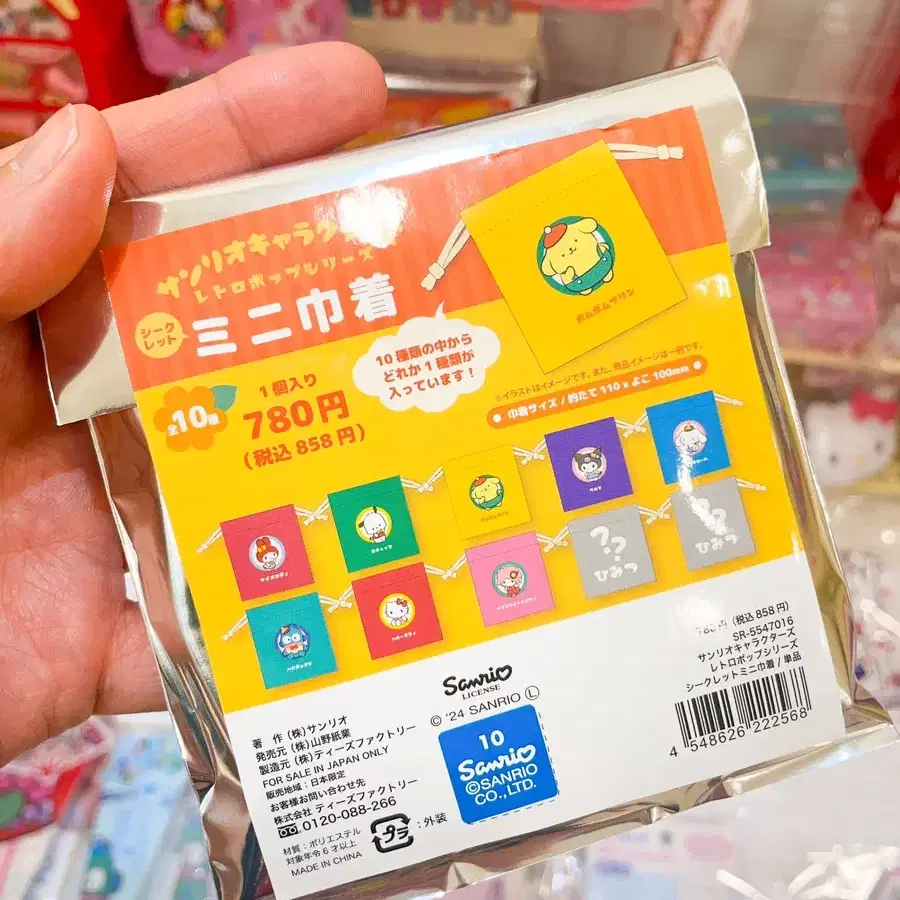 サンリオキャラクターズ
レトロポップシリーズ
シーク
レット
ミニ巾着
ポムポムプリン
10種類の中から
どれか1種類が
入っています！
全10種
1個入り
780円
(税込858円)
※イラストはイメージです。また、商品イメージは一例です。
● 巾着サイズ/約たて110xよこ100mm ●
マイメロディ
ポチャッコ
ポムポムプリン
クロミ
ハンギョドン
ハローキティ
マイスウィートピアノ
??
ひみつ
??
ひみつ
Sanrio
LICENSE
© '24 SANRIO Ⓛ
著 作 (株)サンリオ
発売元 (株)山野紙業
製造元 (株)ティーズファクトリー
FOR SALE IN JAPAN ONLY
販売地域:日本限定
お客様お問い合わせ先
株式会社 ティーズファクトリー
0120-088-266
材質:ポリエステル
対象年令6才以上
MADE IN CHINA
プラ
:外装
10
Sanrio
©SANRIO
CO.,LTD.
780円(税込858円)
SR-5547016
サンリオキャラクターズ
レトロポップシリーズ
シークレットミニ巾着/単品
4 548626 222568